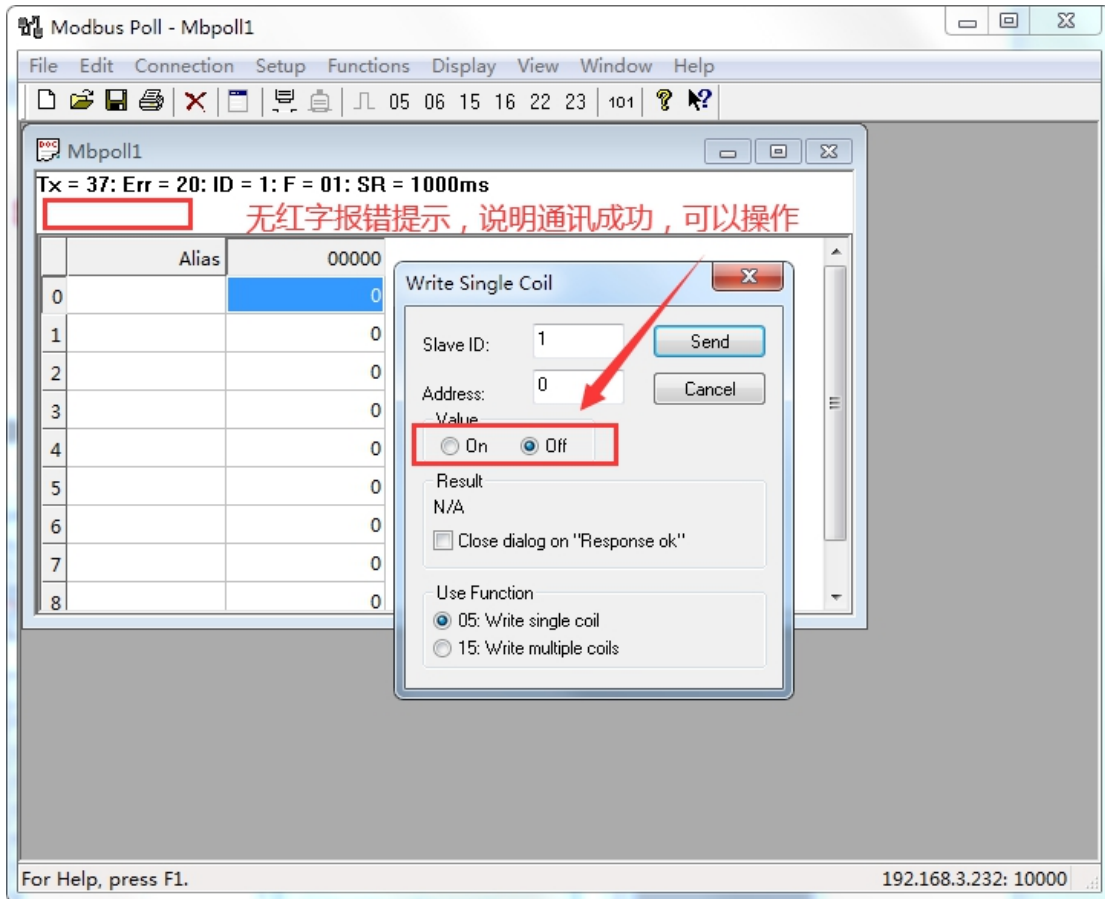 Modbus Poll - Mbpoll1
File Edit Connection Setup Functions Display View Window Help
05 06 15 16 22 23 101
Mbpoll1
Tx = 37: Err = 20: ID = 1: F = 01: SR = 1000ms
无红字报错提示，说明通讯成功，可以操作
Alias 00000
0 0
1 0
2 0
3 0
4 0
5 0
6 0
7 0
8 0
Write Single Coil
Slave ID: 1 Send
Address: 0 Cancel
Value
On Off
Result
N/A
Close dialog on "Response ok"
Use Function
05: Write single coil
15: Write multiple coils
For Help, press F1. 192.168.3.232: 10000